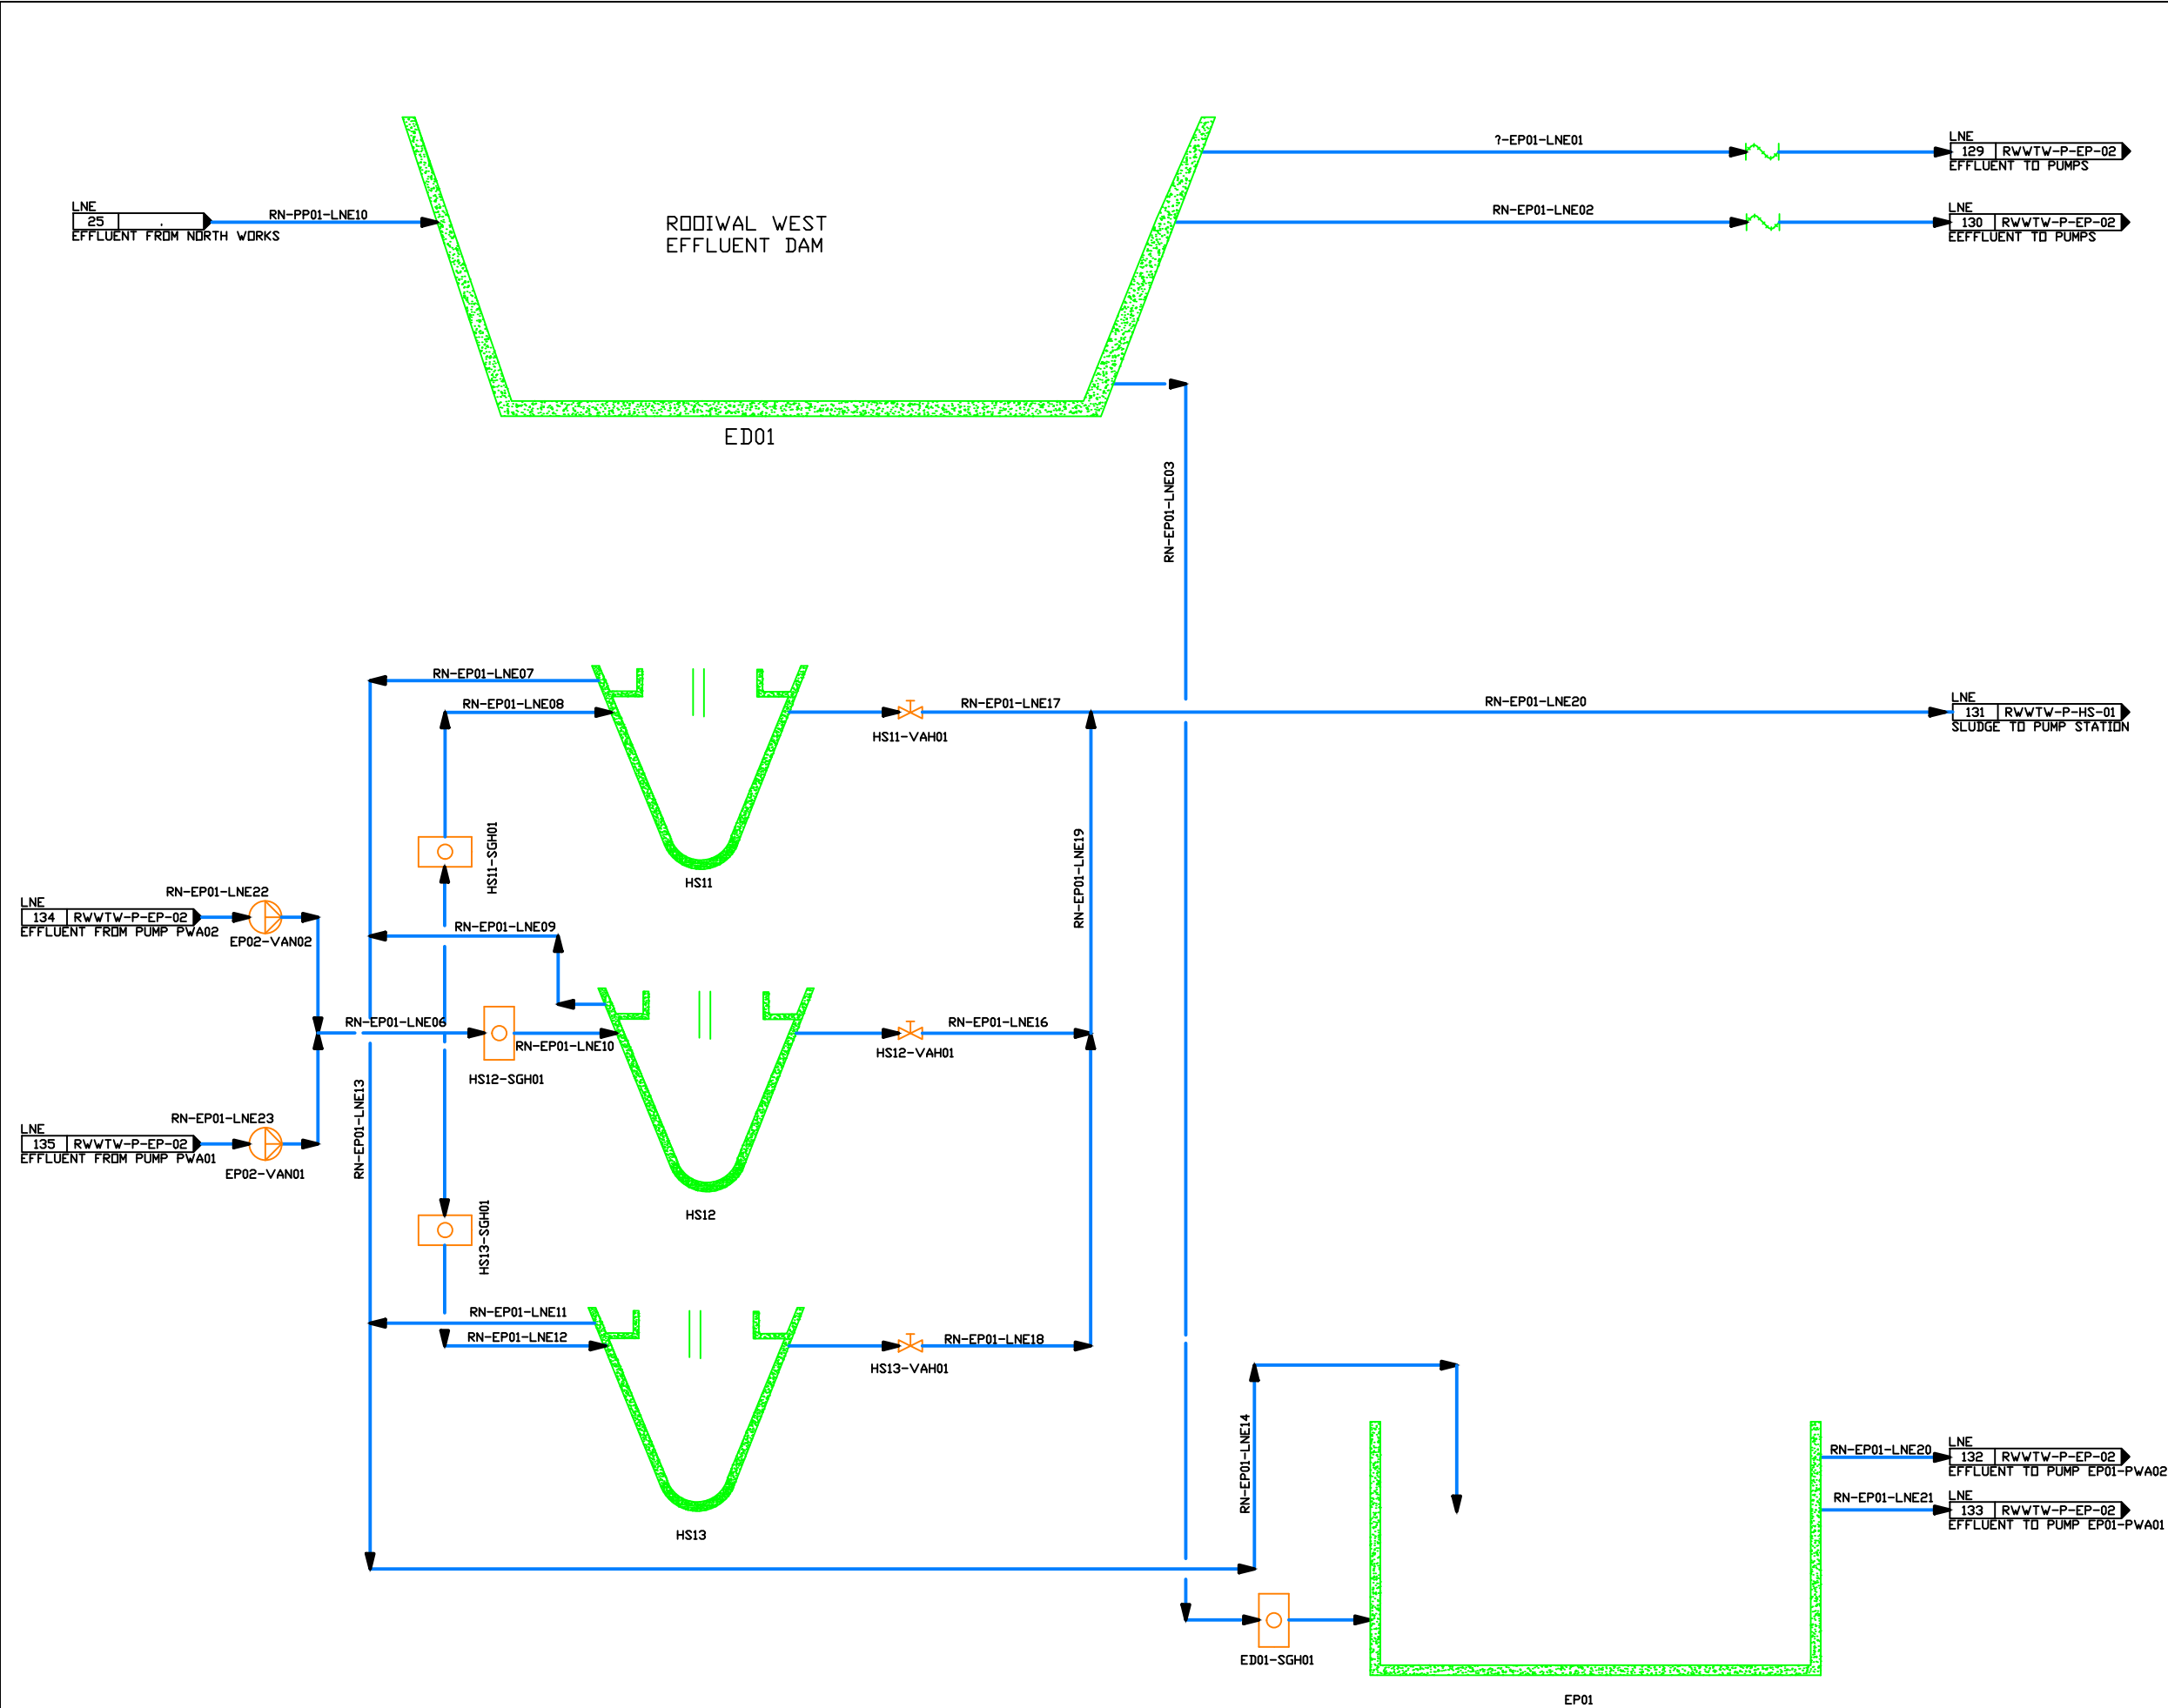 ?-EP01-LNE01
LNE
129 RWWTW-P-EP-02
EFFLUENT TO PUMPS
LNE
25 .
EFFLUENT FROM NORTH WORKS
RN-PP01-LNE10
ROOIWAL WEST
EFFLUENT DAM
RN-EP01-LNE02
LNE
130 RWWTW-P-EP-02
EEFFLUENT TO PUMPS
ED01
RN-EP01-LNE03
RN-EP01-LNE07
RN-EP01-LNE08
HS11-VAH01
RN-EP01-LNE17
RN-EP01-LNE20
LNE
131 RWWTW-P-HS-01
SLUDGE TO PUMP STATION
HS11-SGH01
HS11
RN-EP01-LNE19
RN-EP01-LNE22
LNE
134 RWWTW-P-EP-02
EFFLUENT FROM PUMP PWA02
EP02-VAN02
RN-EP01-LNE09
RN-EP01-LNE06
RN-EP01-LNE10
HS12-SGH01
HS12-VAH01
RN-EP01-LNE16
RN-EP01-LNE13
RN-EP01-LNE23
LNE
135 RWWTW-P-EP-02
EFFLUENT FROM PUMP PWA01
EP02-VAN01
HS12
HS13-SGH01
RN-EP01-LNE11
RN-EP01-LNE12
HS13-VAH01
RN-EP01-LNE18
HS13
RN-EP01-LNE14
RN-EP01-LNE20
LNE
132 RWWTW-P-EP-02
EFFLUENT TO PUMP EP01-PWA02
RN-EP01-LNE21
LNE
133 RWWTW-P-EP-02
EFFLUENT TO PUMP EP01-PWA01
ED01-SGH01
EP01